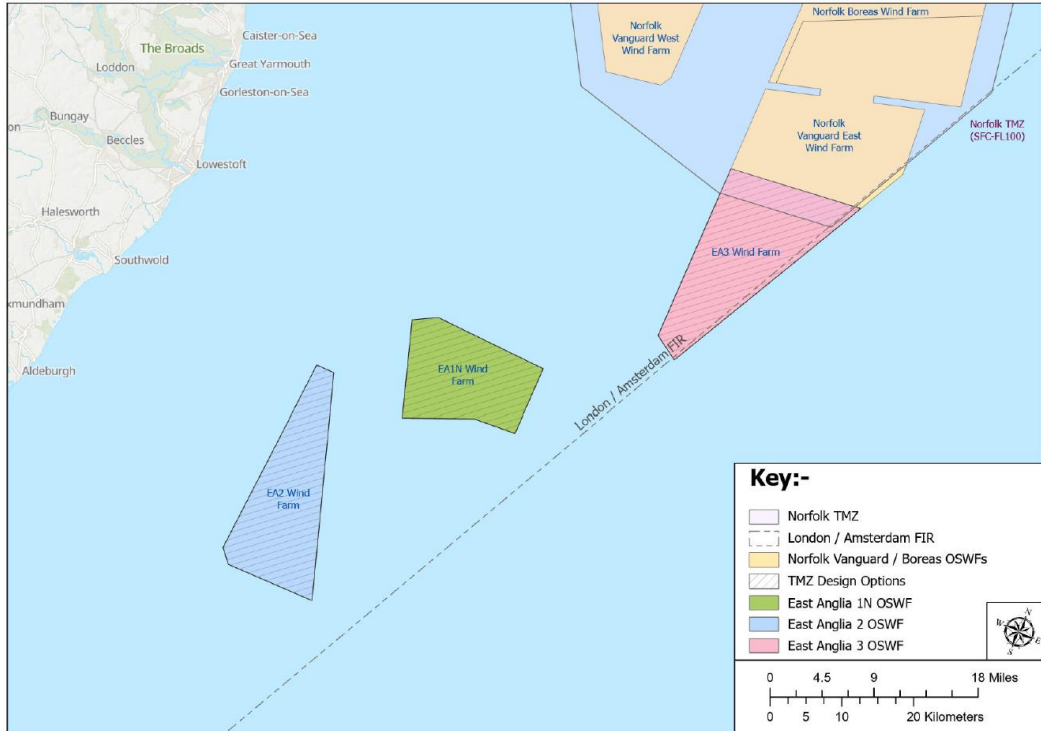 Norfolk
Vanguard West
Wind Farm
Norfolk Boreas Wind Farm
Caister-on-Sea
The Broads
Great Yarmouth
Loddon
Gorleston-on-Sea
Bungay
on
Beccles
Norfolk
Vanguard East
Wind Farm
Norfolk TMZ
(SFC-FL100)
Lowestoft
Halesworth
EA3 Wind Farm
Southwold
xmundham
Aldeburgh
EA1N Wind
Farm
London / Amsterdam FIR
EA2 Wind
Farm
Key:-
Norfolk TMZ
London / Amsterdam FIR
Norfolk Vanguard / Boreas OSWFs
TMZ Design Options
East Anglia 1N OSWF
East Anglia 2 OSWF
East Anglia 3 OSWF
N
W
E
S
0 4.5 9 18 Miles
0 5 10 20 Kilometers